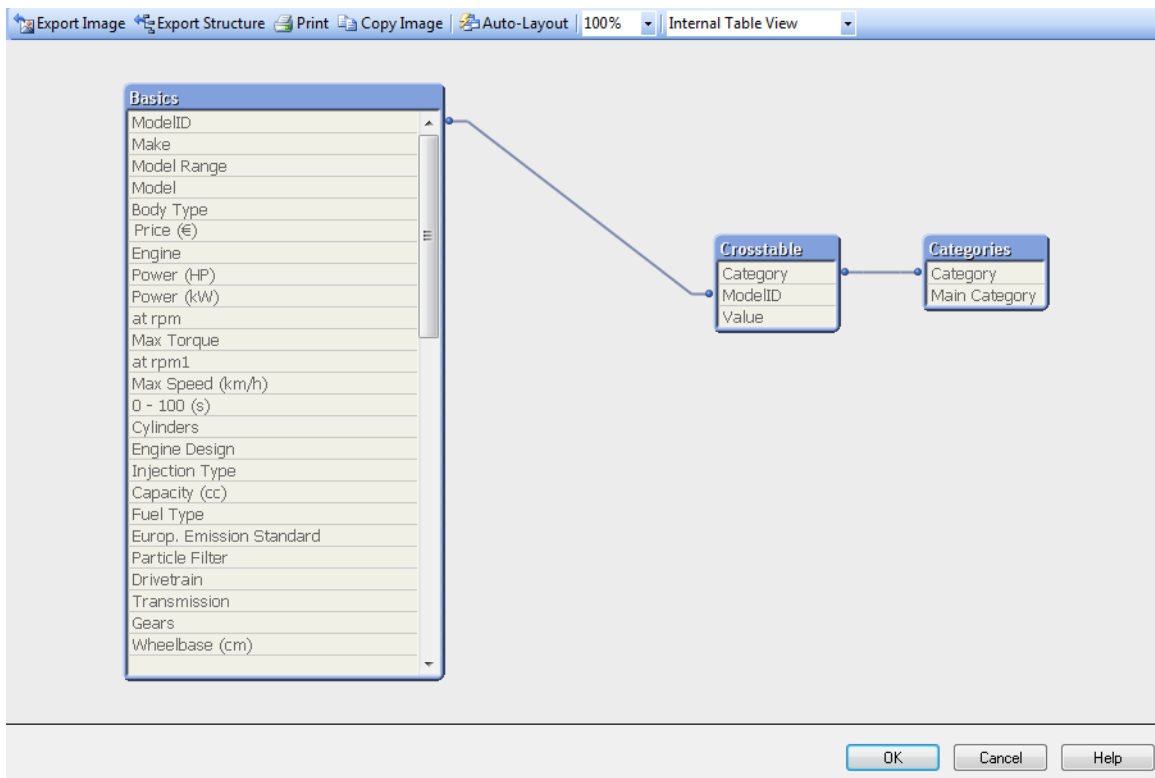 Export Image Export Structure Print Copy Image Auto-Layout 100% Internal Table View
Basics
ModelID
Make
Model Range
Model
Body Type
Price (€)
Engine
Power (HP)
Power (kW)
at rpm
Max Torque
at rpm1
Max Speed (km/h)
0 - 100 (s)
Cylinders
Engine Design
Injection Type
Capacity (cc)
Fuel Type
Europ. Emission Standard
Particle Filter
Drivetrain
Transmission
Gears
Wheelbase (cm)
Crosstable
Category
ModelID
Value
Categories
Category
Main Category
OK Cancel Help